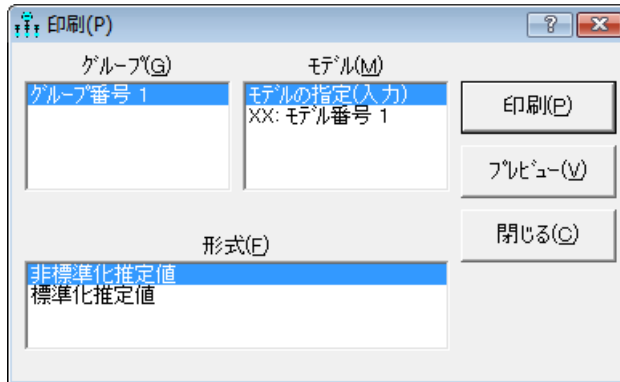 印刷(P)
グループ(G)
モデル(M)
グループ番号 1
モデルの指定(入力)
XX: モデル番号 1
印刷(P)
プレビュー(V)
閉じる(C)
形式(F)
非標準化推定値
標準化推定値